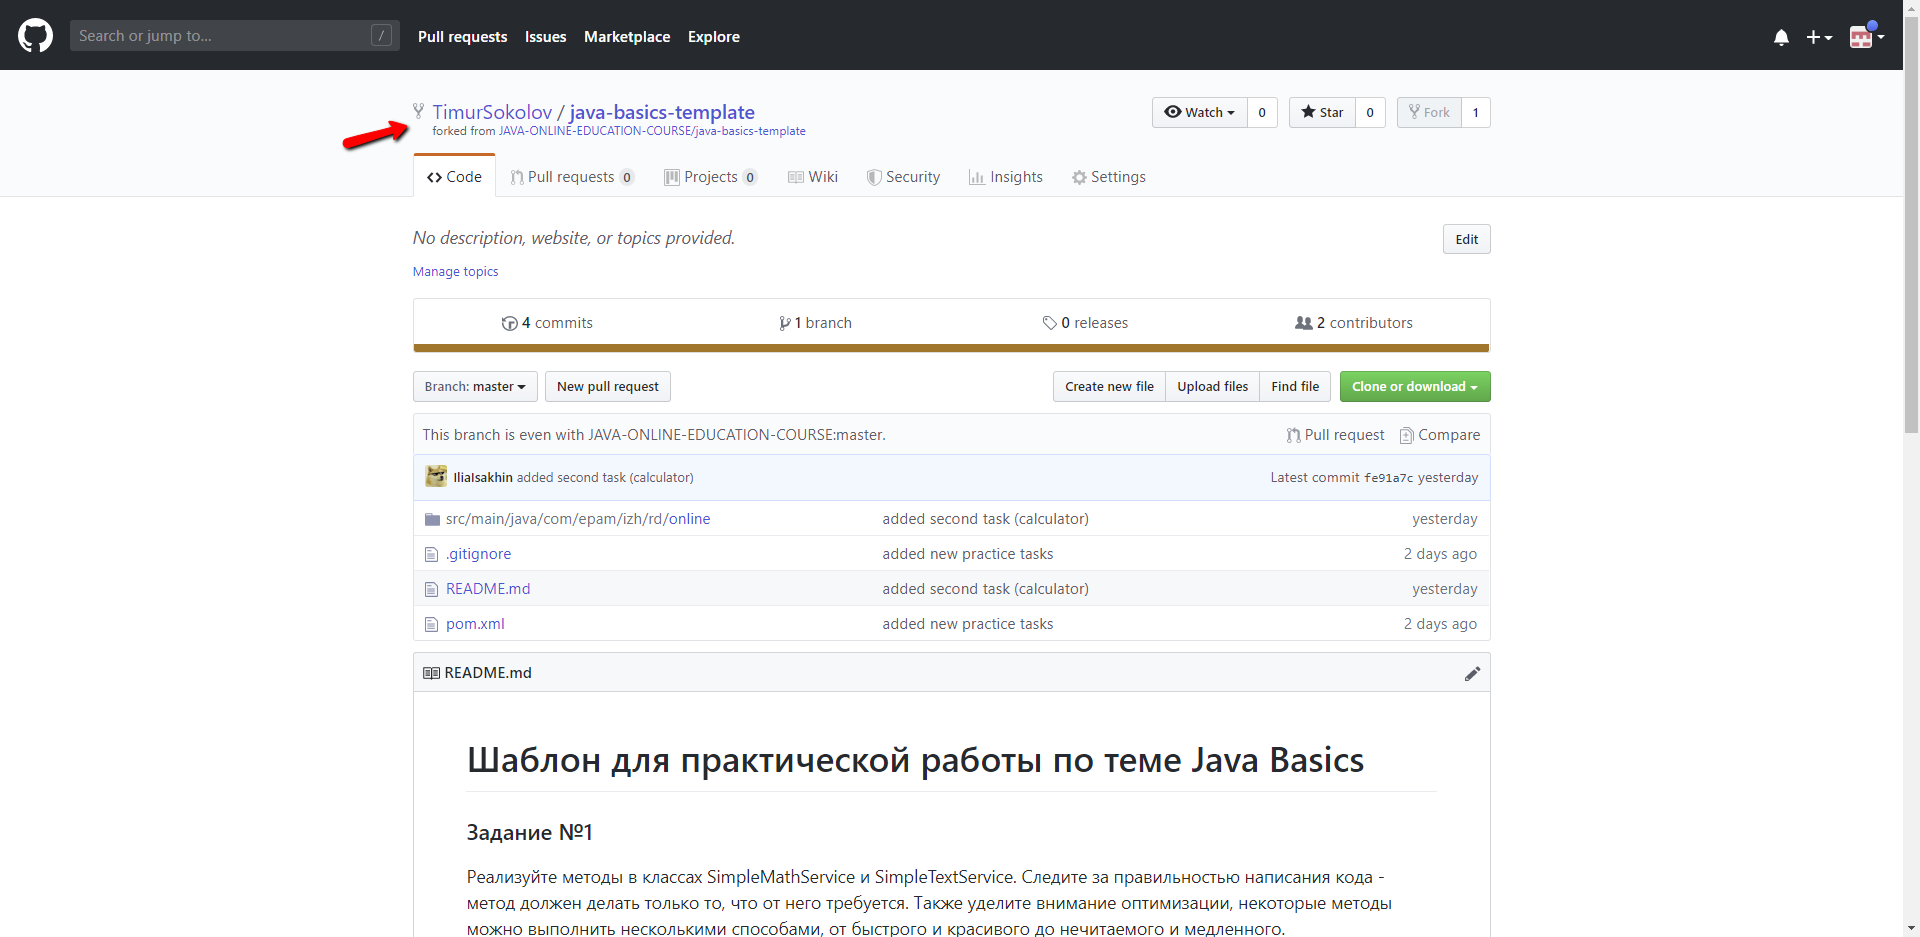 Search or jump to... /
Pull requests Issues Marketplace Explore
TimurSokolov / java-basics-template
forked from JAVA-ONLINE-EDUCATION-COURSE/java-basics-template
Watch 0 Star 0 Fork 1
Code Pull requests 0 Projects 0 Wiki Security Insights Settings
No description, website, or topics provided.
Edit
Manage topics
4 commits 1 branch 0 releases 2 contributors
Branch: master New pull request Create new file Upload files Find file Clone or download
This branch is even with JAVA-ONLINE-EDUCATION-COURSE:master. Pull request Compare
IliaIsakhin added second task (calculator) Latest commit fe91a7c yesterday
src/main/java/com/epam/izh/rd/online added second task (calculator) yesterday
.gitignore added new practice tasks 2 days ago
README.md added second task (calculator) yesterday
pom.xml added new practice tasks 2 days ago
README.md
Шаблон для практической работы по теме Java Basics
Задание №1
Реализуйте методы в классах SimpleMathService и SimpleTextService. Следите за правильностью написания кода -
метод должен делать только то, что от него требуется. Также уделите внимание оптимизации, некоторые методы
можно выполнить несколькими способами, от быстрого и красивого до нечитаемого и медленного.